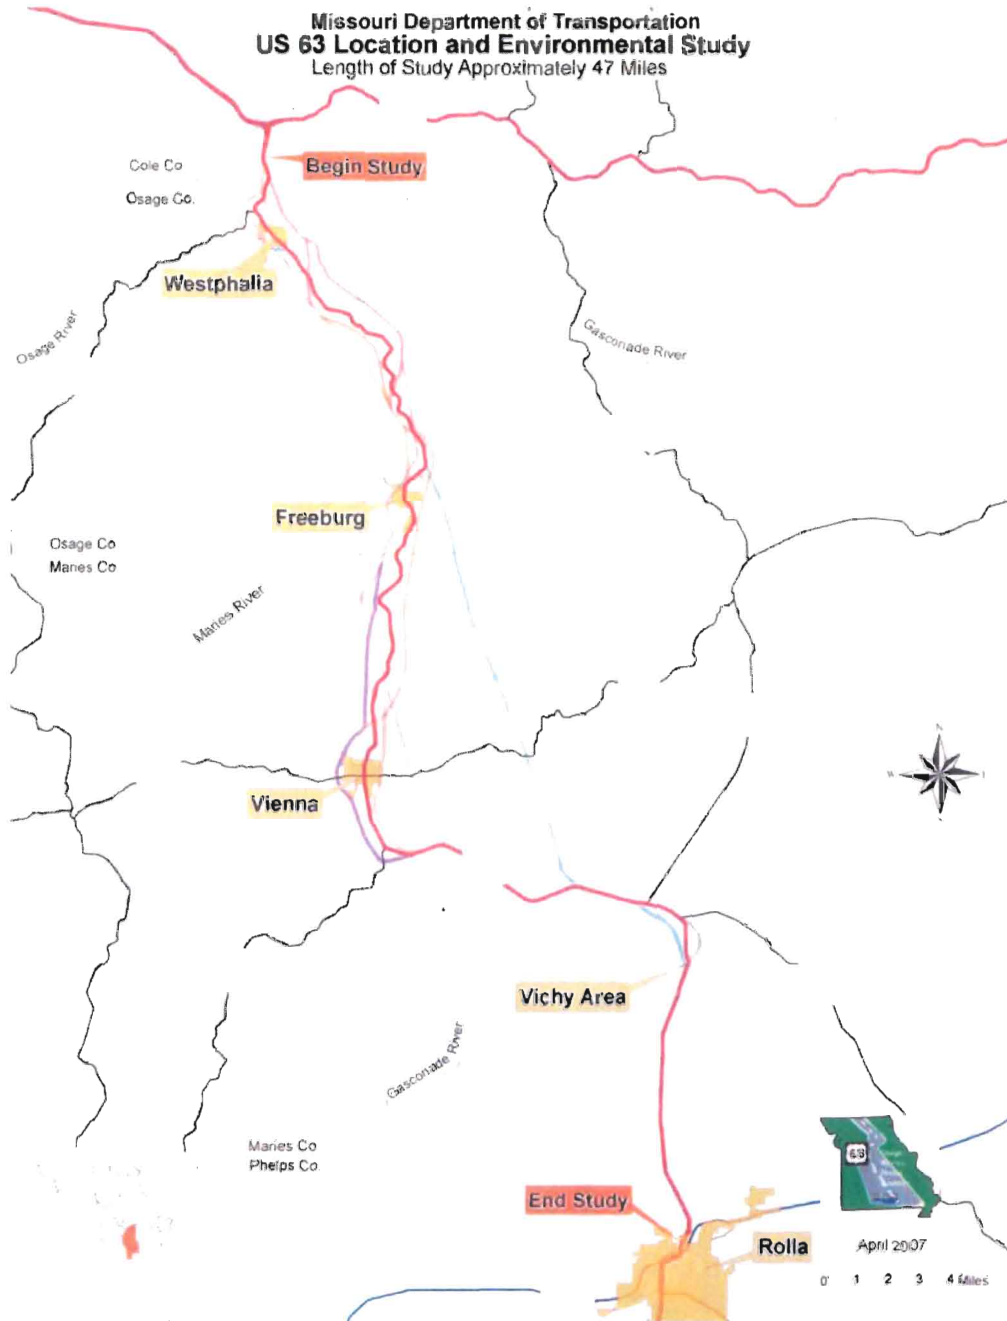 Missouri Department of Transportation
US 63 Location and Environmental Study
Length of Study Approximately 47 Miles
Begin Study
Cole Co
Osage Co.
Westphalia
Osage River
Gasconade River
Freeburg
Osage Co
Maries Co
Maries River
N
W
Vienna
Vichy Area
Gasconade River
Maries Co
Phelps Co.
63
End Study
Rolla
April 2007
0 1 2 3 4 Miles